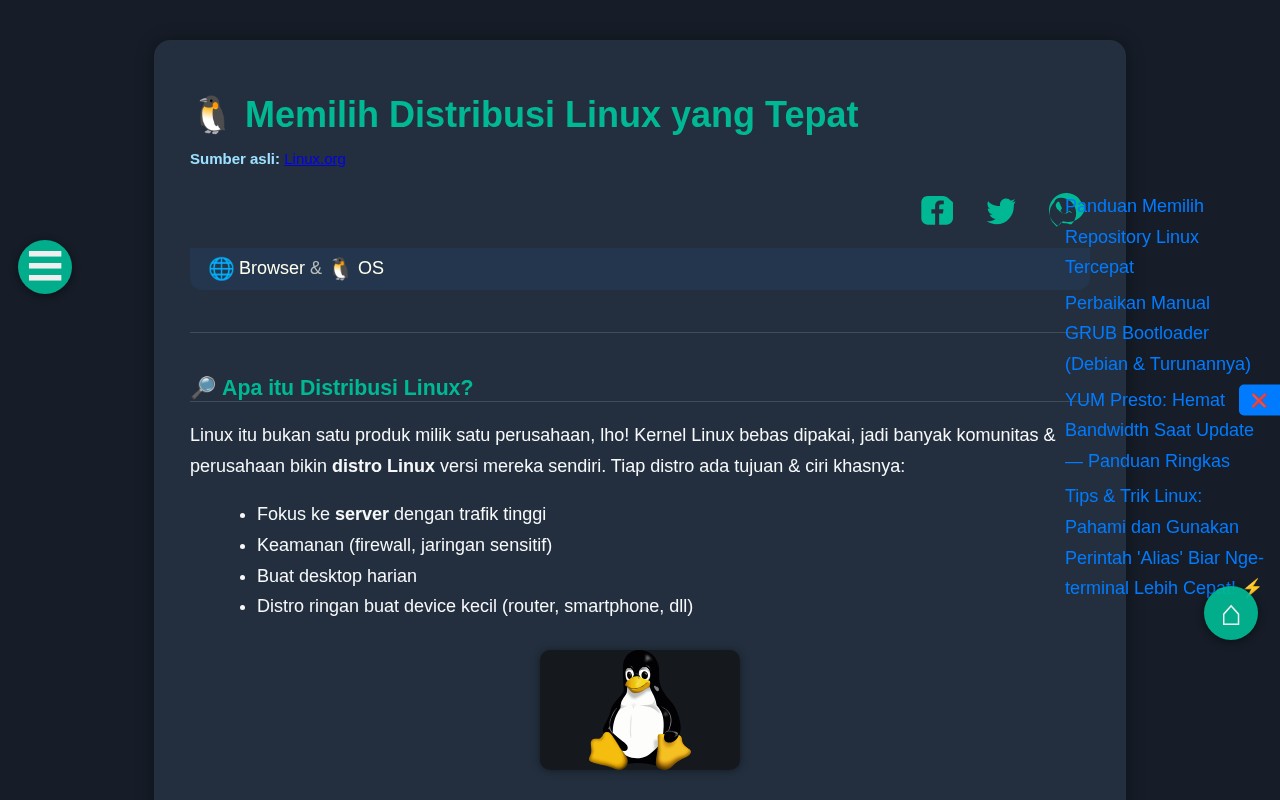 Memilih Distribusi Linux yang Tepat
Sumber asli: Linux.org
Browser & OS
Apa itu Distribusi Linux?
Linux itu bukan satu produk milik satu perusahaan, lho! Kernel Linux bebas dipakai, jadi banyak komunitas &
perusahaan bikin distro Linux versi mereka sendiri. Tiap distro ada tujuan & ciri khasnya:
Fokus ke server dengan trafik tinggi
Keamanan (firewall, jaringan sensitif)
Buat desktop harian
Distro ringan buat device kecil (router, smartphone, dll)
Panduan Memilih
Repository Linux
Tercepat
Perbaikan Manual
GRUB Bootloader
(Debian & Turunannya)
YUM Presto: Hemat
Bandwidth Saat Update
— Panduan Ringkas
Tips & Trik Linux:
Pahami dan Gunakan
Perintah 'Alias' Biar Nge-
terminal Lebih Cepat! ⚡